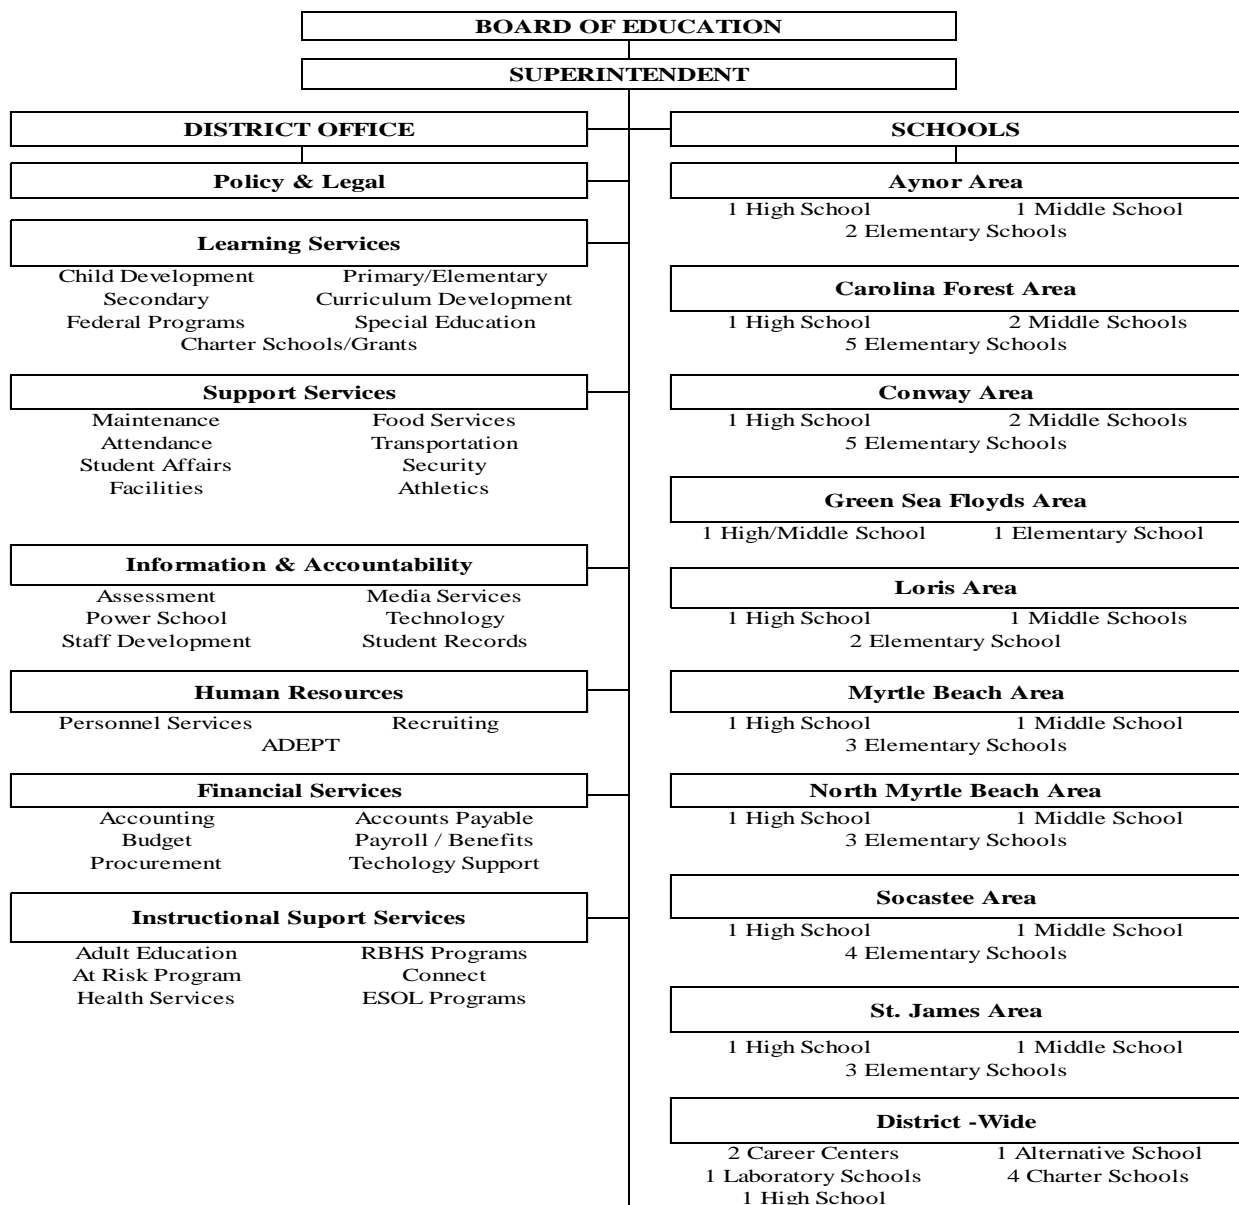 BOARD OF EDUCATION
SUPERINTENDENT
DISTRICT OFFICE
Policy & Legal
Learning Services
Child Development Primary/Elementary
Secondary Curriculum Development
Federal Programs Special Education
Charter Schools/Grants
Support Services
Maintenance Food Services
Attendance Transportation
Student Affairs Security
Facilities Athletics
Information & Accountability
Assessment Media Services
Power School Technology
Staff Development Student Records
Human Resources
Personnel Services Recruiting
ADEPT
Financial Services
Accounting Accounts Payable
Budget Payroll / Benefits
Procurement Techology Support
Instructional Suport Services
Adult Education RBHS Programs
At Risk Program Connect
Health Services ESOL Programs
SCHOOLS
Aynor Area
1 High School 1 Middle School
2 Elementary Schools
Carolina Forest Area
1 High School 2 Middle Schools
5 Elementary Schools
Conway Area
1 High School 2 Middle Schools
5 Elementary Schools
Green Sea Floyds Area
1 High/Middle School 1 Elementary School
Loris Area
1 High School 1 Middle Schools
2 Elementary School
Myrtle Beach Area
1 High School 1 Middle School
3 Elementary Schools
North Myrtle Beach Area
1 High School 1 Middle School
3 Elementary Schools
Socastee Area
1 High School 1 Middle School
4 Elementary Schools
St. James Area
1 High School 1 Middle School
3 Elementary Schools
District -Wide
2 Career Centers 1 Alternative School
1 Laboratory Schools 4 Charter Schools
1 High School